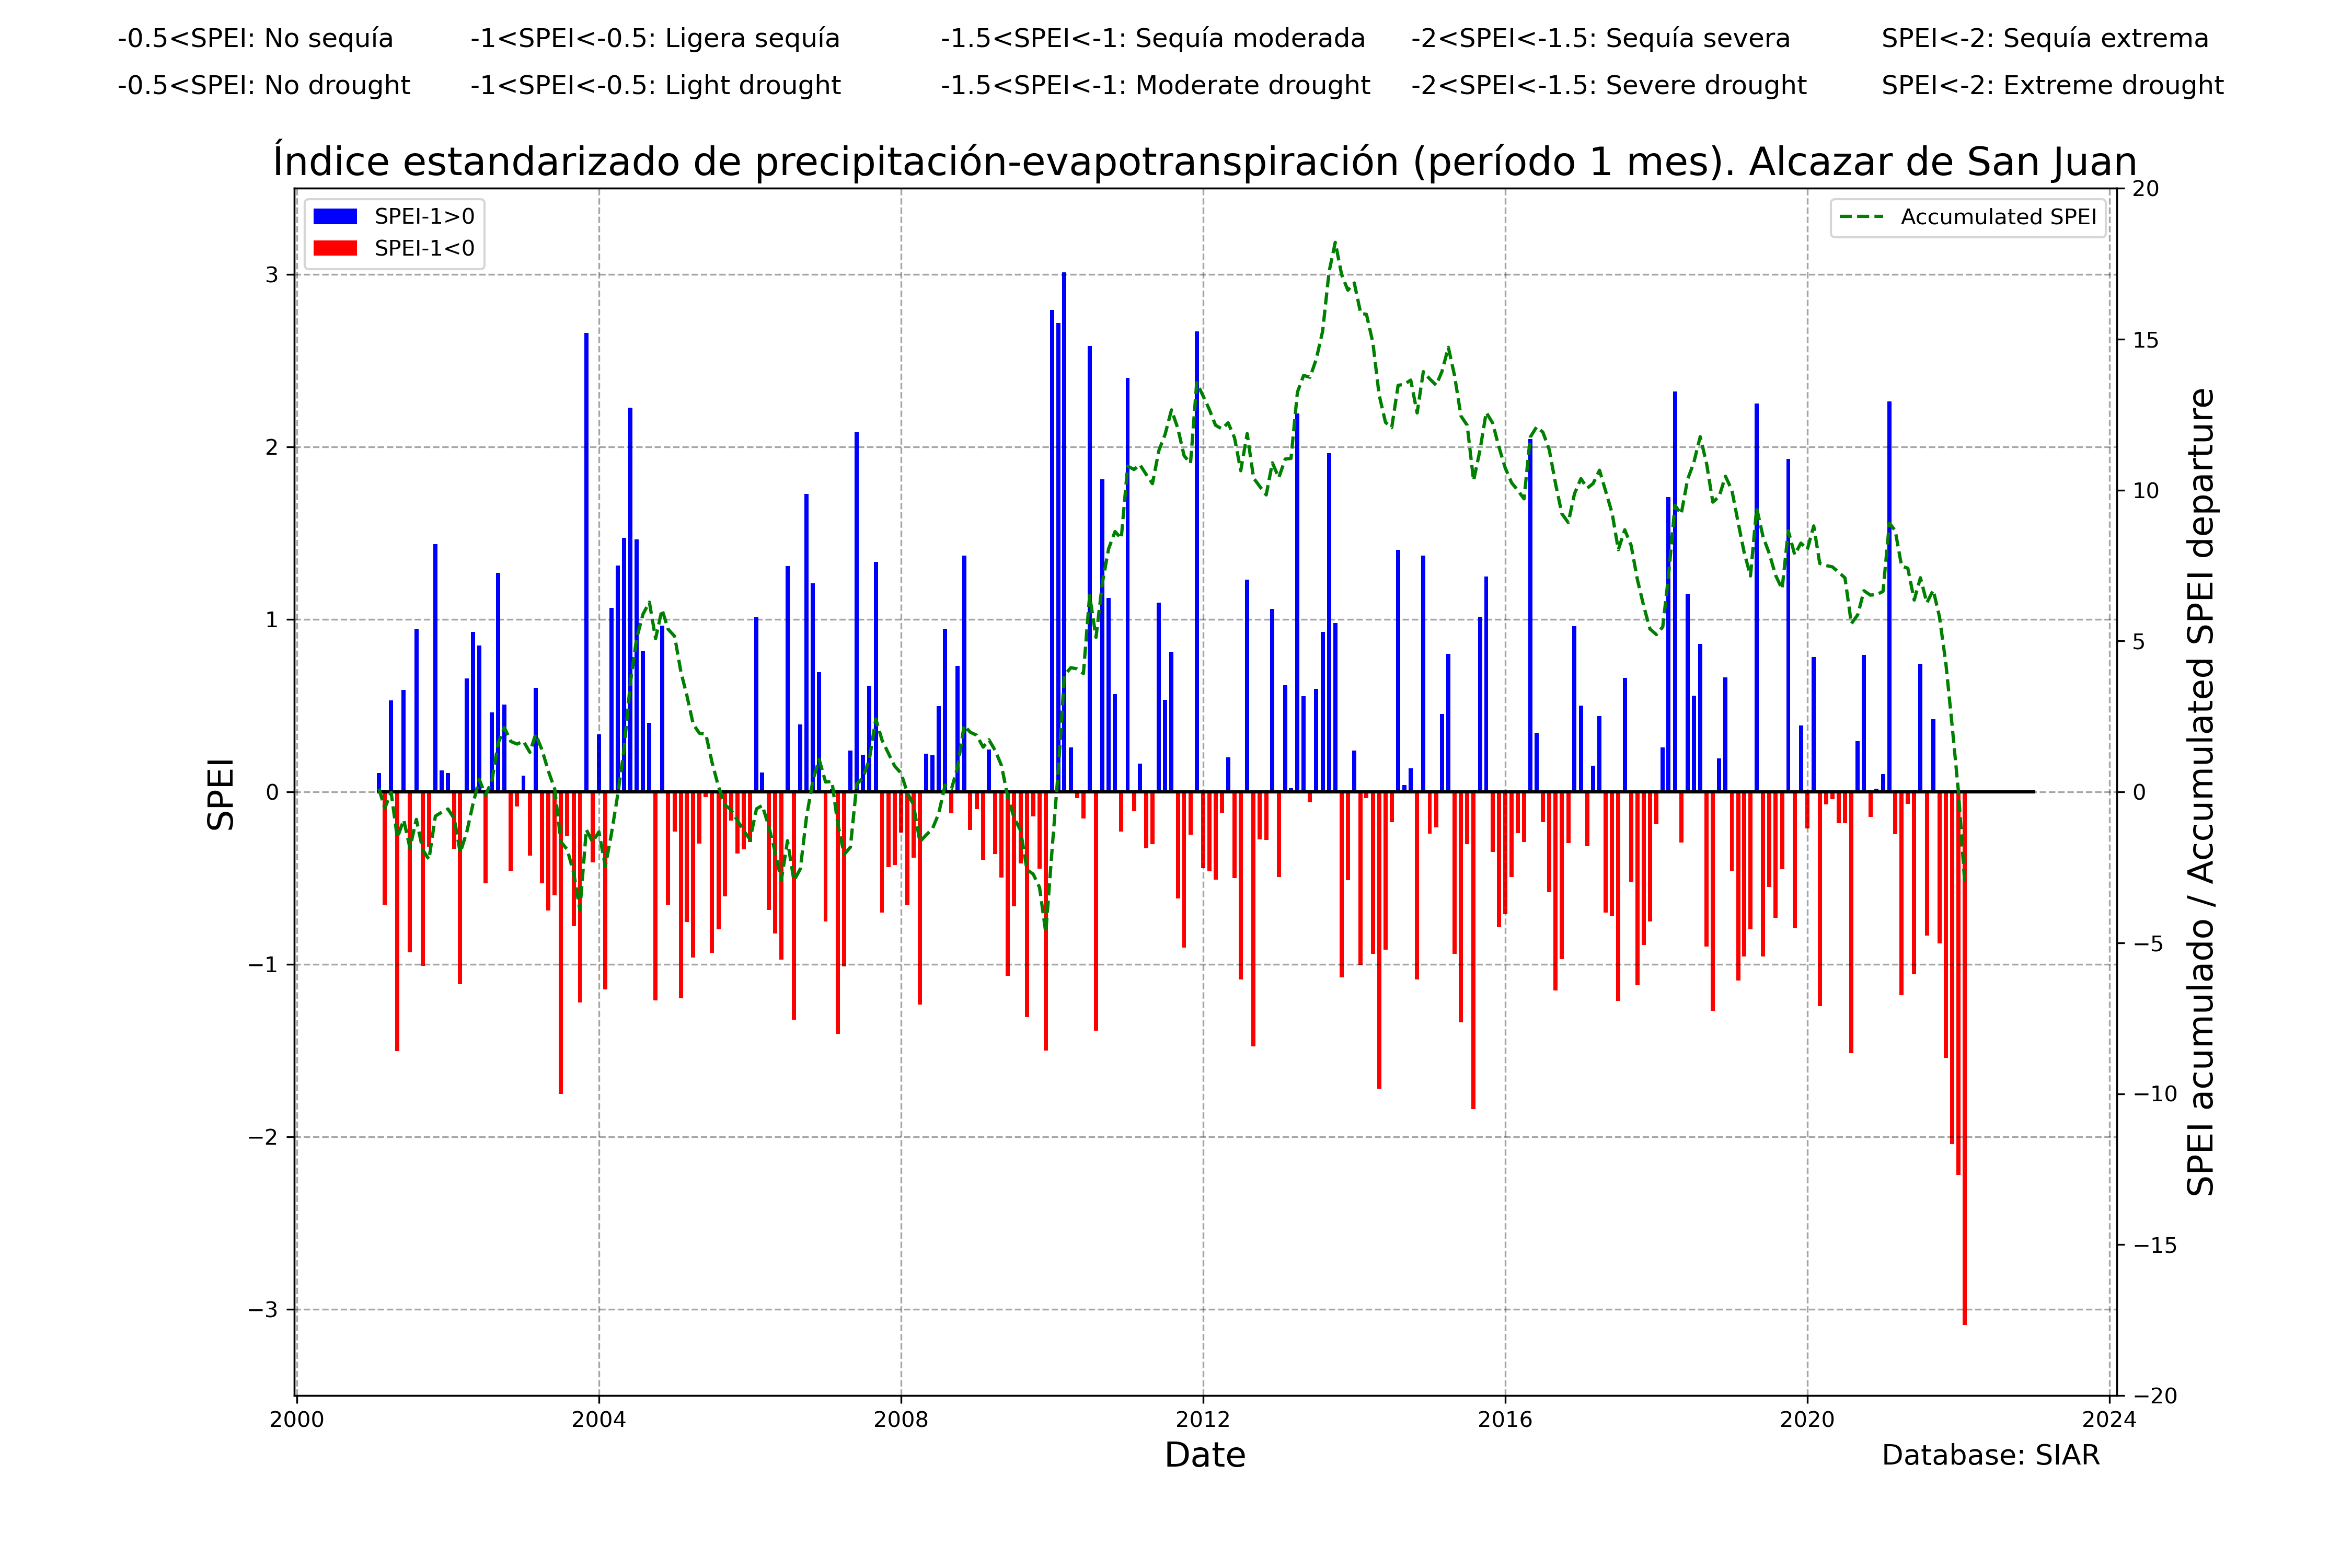 -0.5<SPEI: No sequía -1<SPEI<-0.5: Ligera sequía -1.5<SPEI<-1: Sequía moderada -2<SPEI<-1.5: Sequía severa SPEI<-2: Sequía extrema
-0.5<SPEI: No drought -1<SPEI<-0.5: Light drought -1.5<SPEI<-1: Moderate drought -2<SPEI<-1.5: Severe drought SPEI<-2: Extreme drought
Índice estandarizado de precipitación-evapotranspiración (período 1 mes). Alcazar de San Juan
SPEI-1>0
SPEI-1<0
Accumulated SPEI
SPEI
3
2
1
0
−1
−2
−3
20
15
10
5
0
−5
−10
−15
−20
SPEI acumulado / Accumulated SPEI departure
2000 2004 2008 2012 2016 2020 2024
Date
Database: SIAR